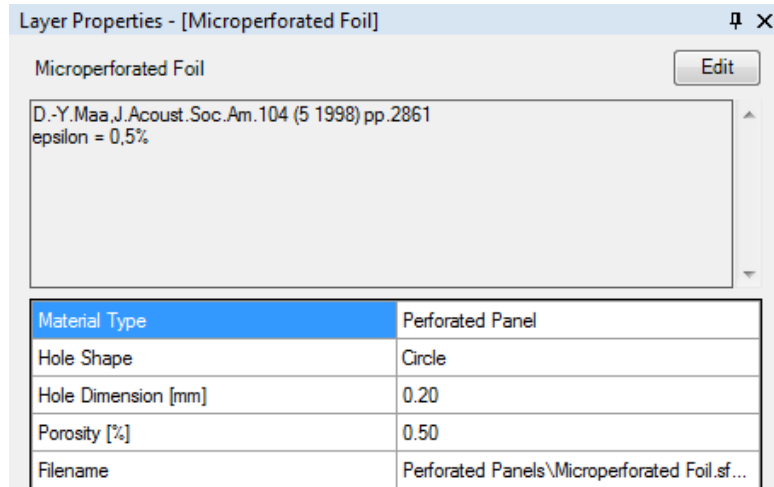 Layer Properties - [Microperforated Foil]
Microperforated Foil
Edit
D.-Y.Maa,J.Acoust.Soc.Am.104 (5 1998) pp.2861
epsilon = 0,5%
Material Type Perforated Panel
Hole Shape Circle
Hole Dimension [mm] 0.20
Porosity [%] 0.50
Filename Perforated Panels\Microperforated Foil.sf...